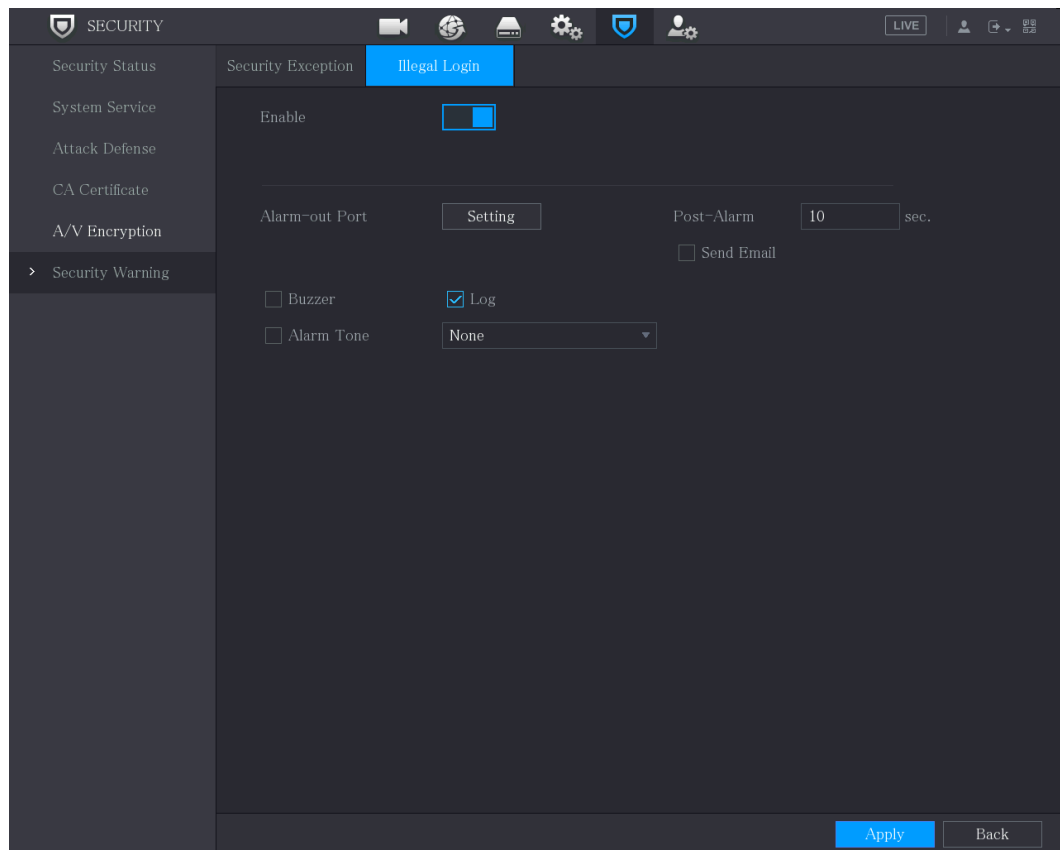 SECURITY
LIVE
Security Status
System Service
Attack Defense
CA Certificate
A/V Encryption
Security Warning
Security Exception Illegal Login
Enable
Alarm-out Port Setting Post-Alarm 10 sec.
Send Email
Buzzer Log
Alarm Tone None
Apply Back